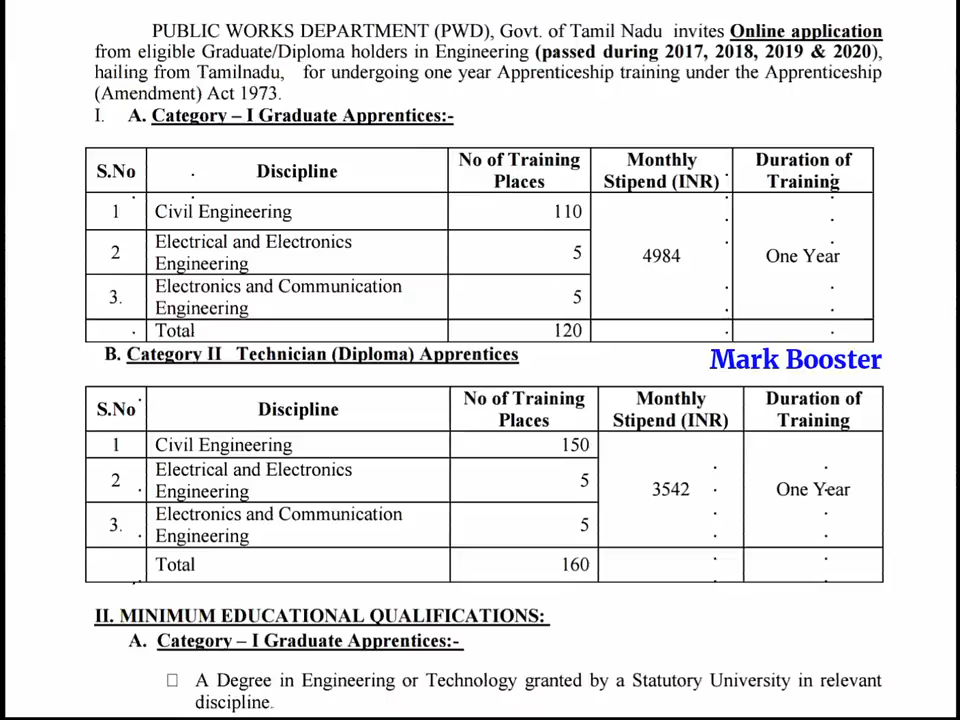 PUBLIC WORKS DEPARTMENT (PWD), Govt. of Tamil Nadu invites Online application
from eligible Graduate/Diploma holders in Engineering (passed during 2017, 2018, 2019 & 2020),
hailing from Tamilnadu, for undergoing one year Apprenticeship training under the Apprenticeship
(Amendment) Act 1973.
I. A. Category – I Graduate Apprentices:-
S.No Discipline No of Training Places Monthly Stipend (INR) Duration of Training
1 Civil Engineering 110 4984 One Year
2 Electrical and Electronics Engineering 5
3. Electronics and Communication Engineering 5
Total 120
B. Category II Technician (Diploma) Apprentices
Mark Booster
S.No Discipline No of Training Places Monthly Stipend (INR) Duration of Training
1 Civil Engineering 150 3542 One Year
2 Electrical and Electronics Engineering 5
3. Electronics and Communication Engineering 5
Total 160
II. MINIMUM EDUCATIONAL QUALIFICATIONS:
A. Category – I Graduate Apprentices:-
□ A Degree in Engineering or Technology granted by a Statutory University in relevant
discipline.